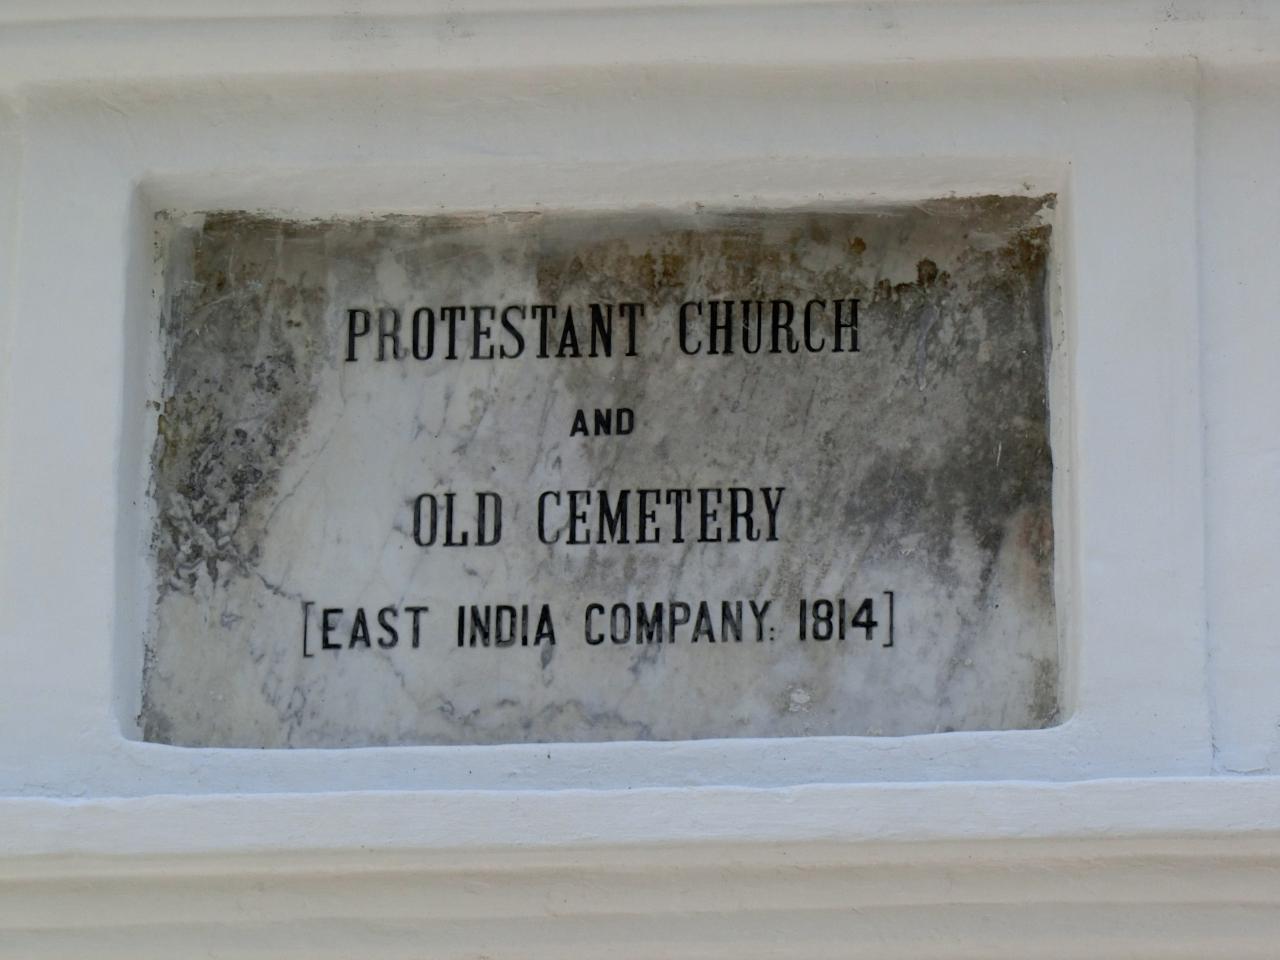 PROTESTANT CHURCH
AND
OLD CEMETERY
[EAST INDIA COMPANY: 1814]